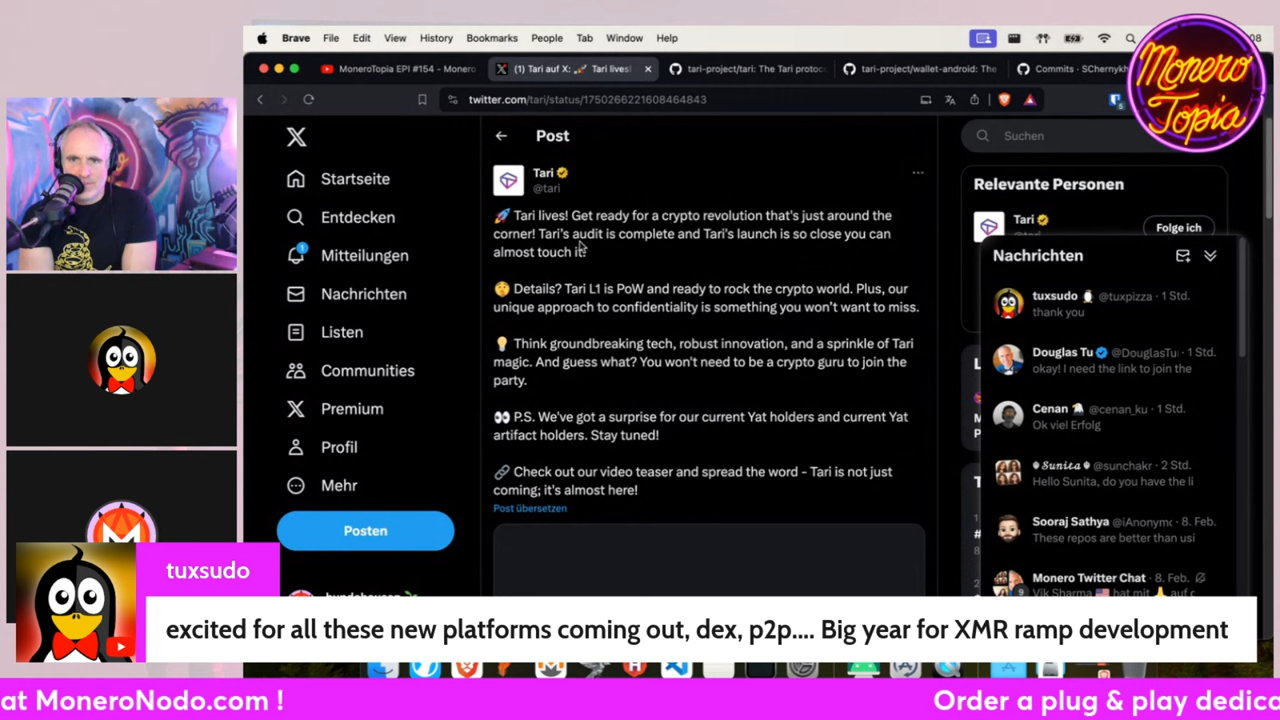 Brave File Edit View History Bookmarks People Tab Window Help
08
MoneroTopia EPI #154 - Monero
(1) Tari auf X: 🚀 Tari lives!
tari-project/tari: The Tari protoc
tari-project/wallet-android: The
Commits · SChernykh
Monero
Topia
twitter.com/tari/status/1750266221608464843
Post
Suchen
Startseite
Entdecken
1
Mitteilungen
Nachrichten
Listen
Communities
Premium
Profil
Mehr
Posten
Tari
@tari
🚀 Tari lives! Get ready for a crypto revolution that's just around the
corner! Tari's audit is complete and Tari's launch is so close you can
almost touch it!
🤫 Details? Tari L1 is PoW and ready to rock the crypto world. Plus, our
unique approach to confidentiality is something you won't want to miss.
💡 Think groundbreaking tech, robust innovation, and a sprinkle of Tari
magic. And guess what? You won't need to be a crypto guru to join the
party.
👀 P.S. We've got a surprise for our current Yat holders and current Yat
artifact holders. Stay tuned!
🔗 Check out our video teaser and spread the word - Tari is not just
coming; it's almost here!
Post übersetzen
Relevante Personen
Tari
@tari
Folge ich
Nachrichten
tuxsudo 🐧 @tuxpizza · 1 Std.
thank you
Douglas Tu @DouglasTu · 1 Std.
okay! I need the link to join the
Cenan 🦅 @cenan_ku · 1 Std.
Ok viel Erfolg
Sunita @sunchakr · 2 Std.
Hello Sunita, do you have the li
Sooraj Sathya @iAnonymo · 8. Feb.
These repos are better than usi
Monero Twitter Chat · 8. Feb.
9
Vik Sharma 🇺🇸 hat mit 🙏 auf
tuxsudo
excited for all these new platforms coming out, dex, p2p.... Big year for XMR ramp development
at MoneroNodo.com !
Order a plug & play dedica